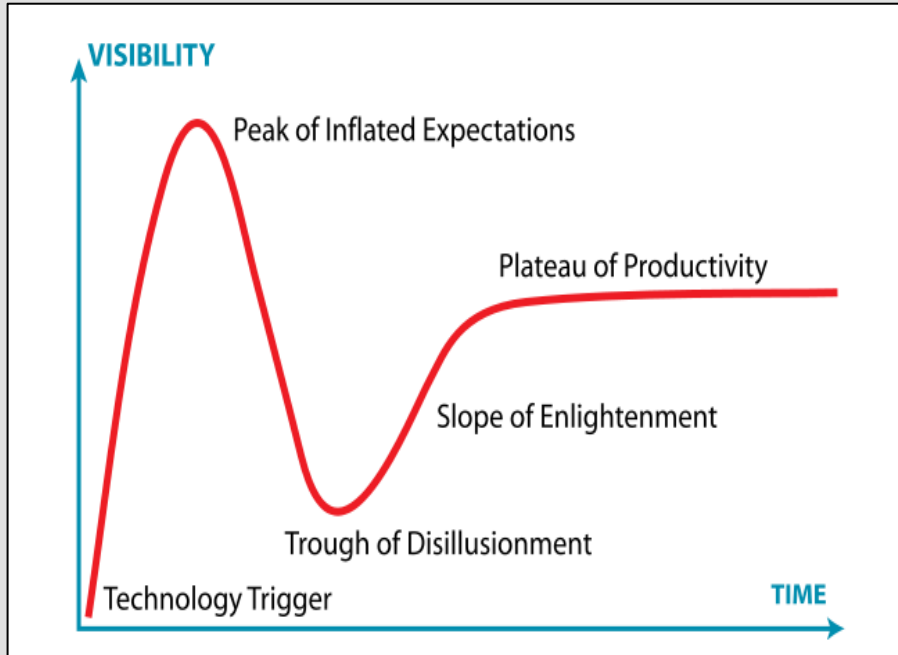 VISIBILITY
Peak of Inflated Expectations
Plateau of Productivity
Slope of Enlightenment
Trough of Disillusionment
Technology Trigger
TIME